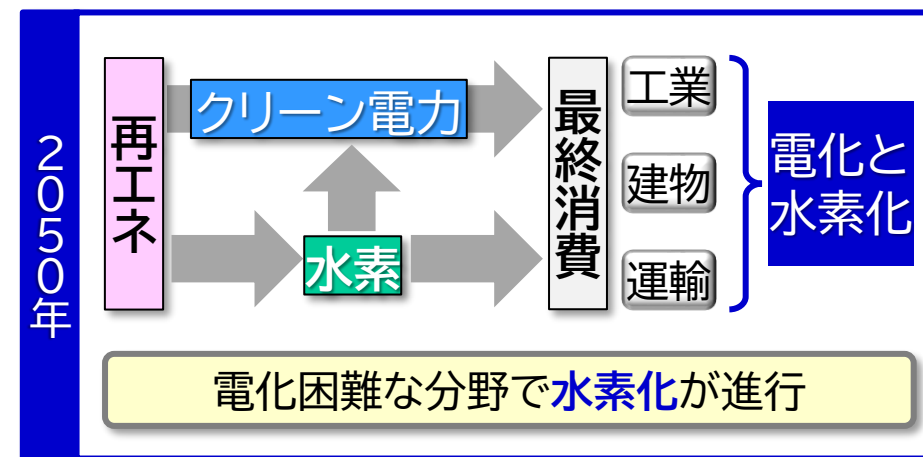 2050年
再エネ
クリーン電力
水素
最終消費
工業
建物
運輸
電化と
水素化
電化困難な分野で水素化が進行